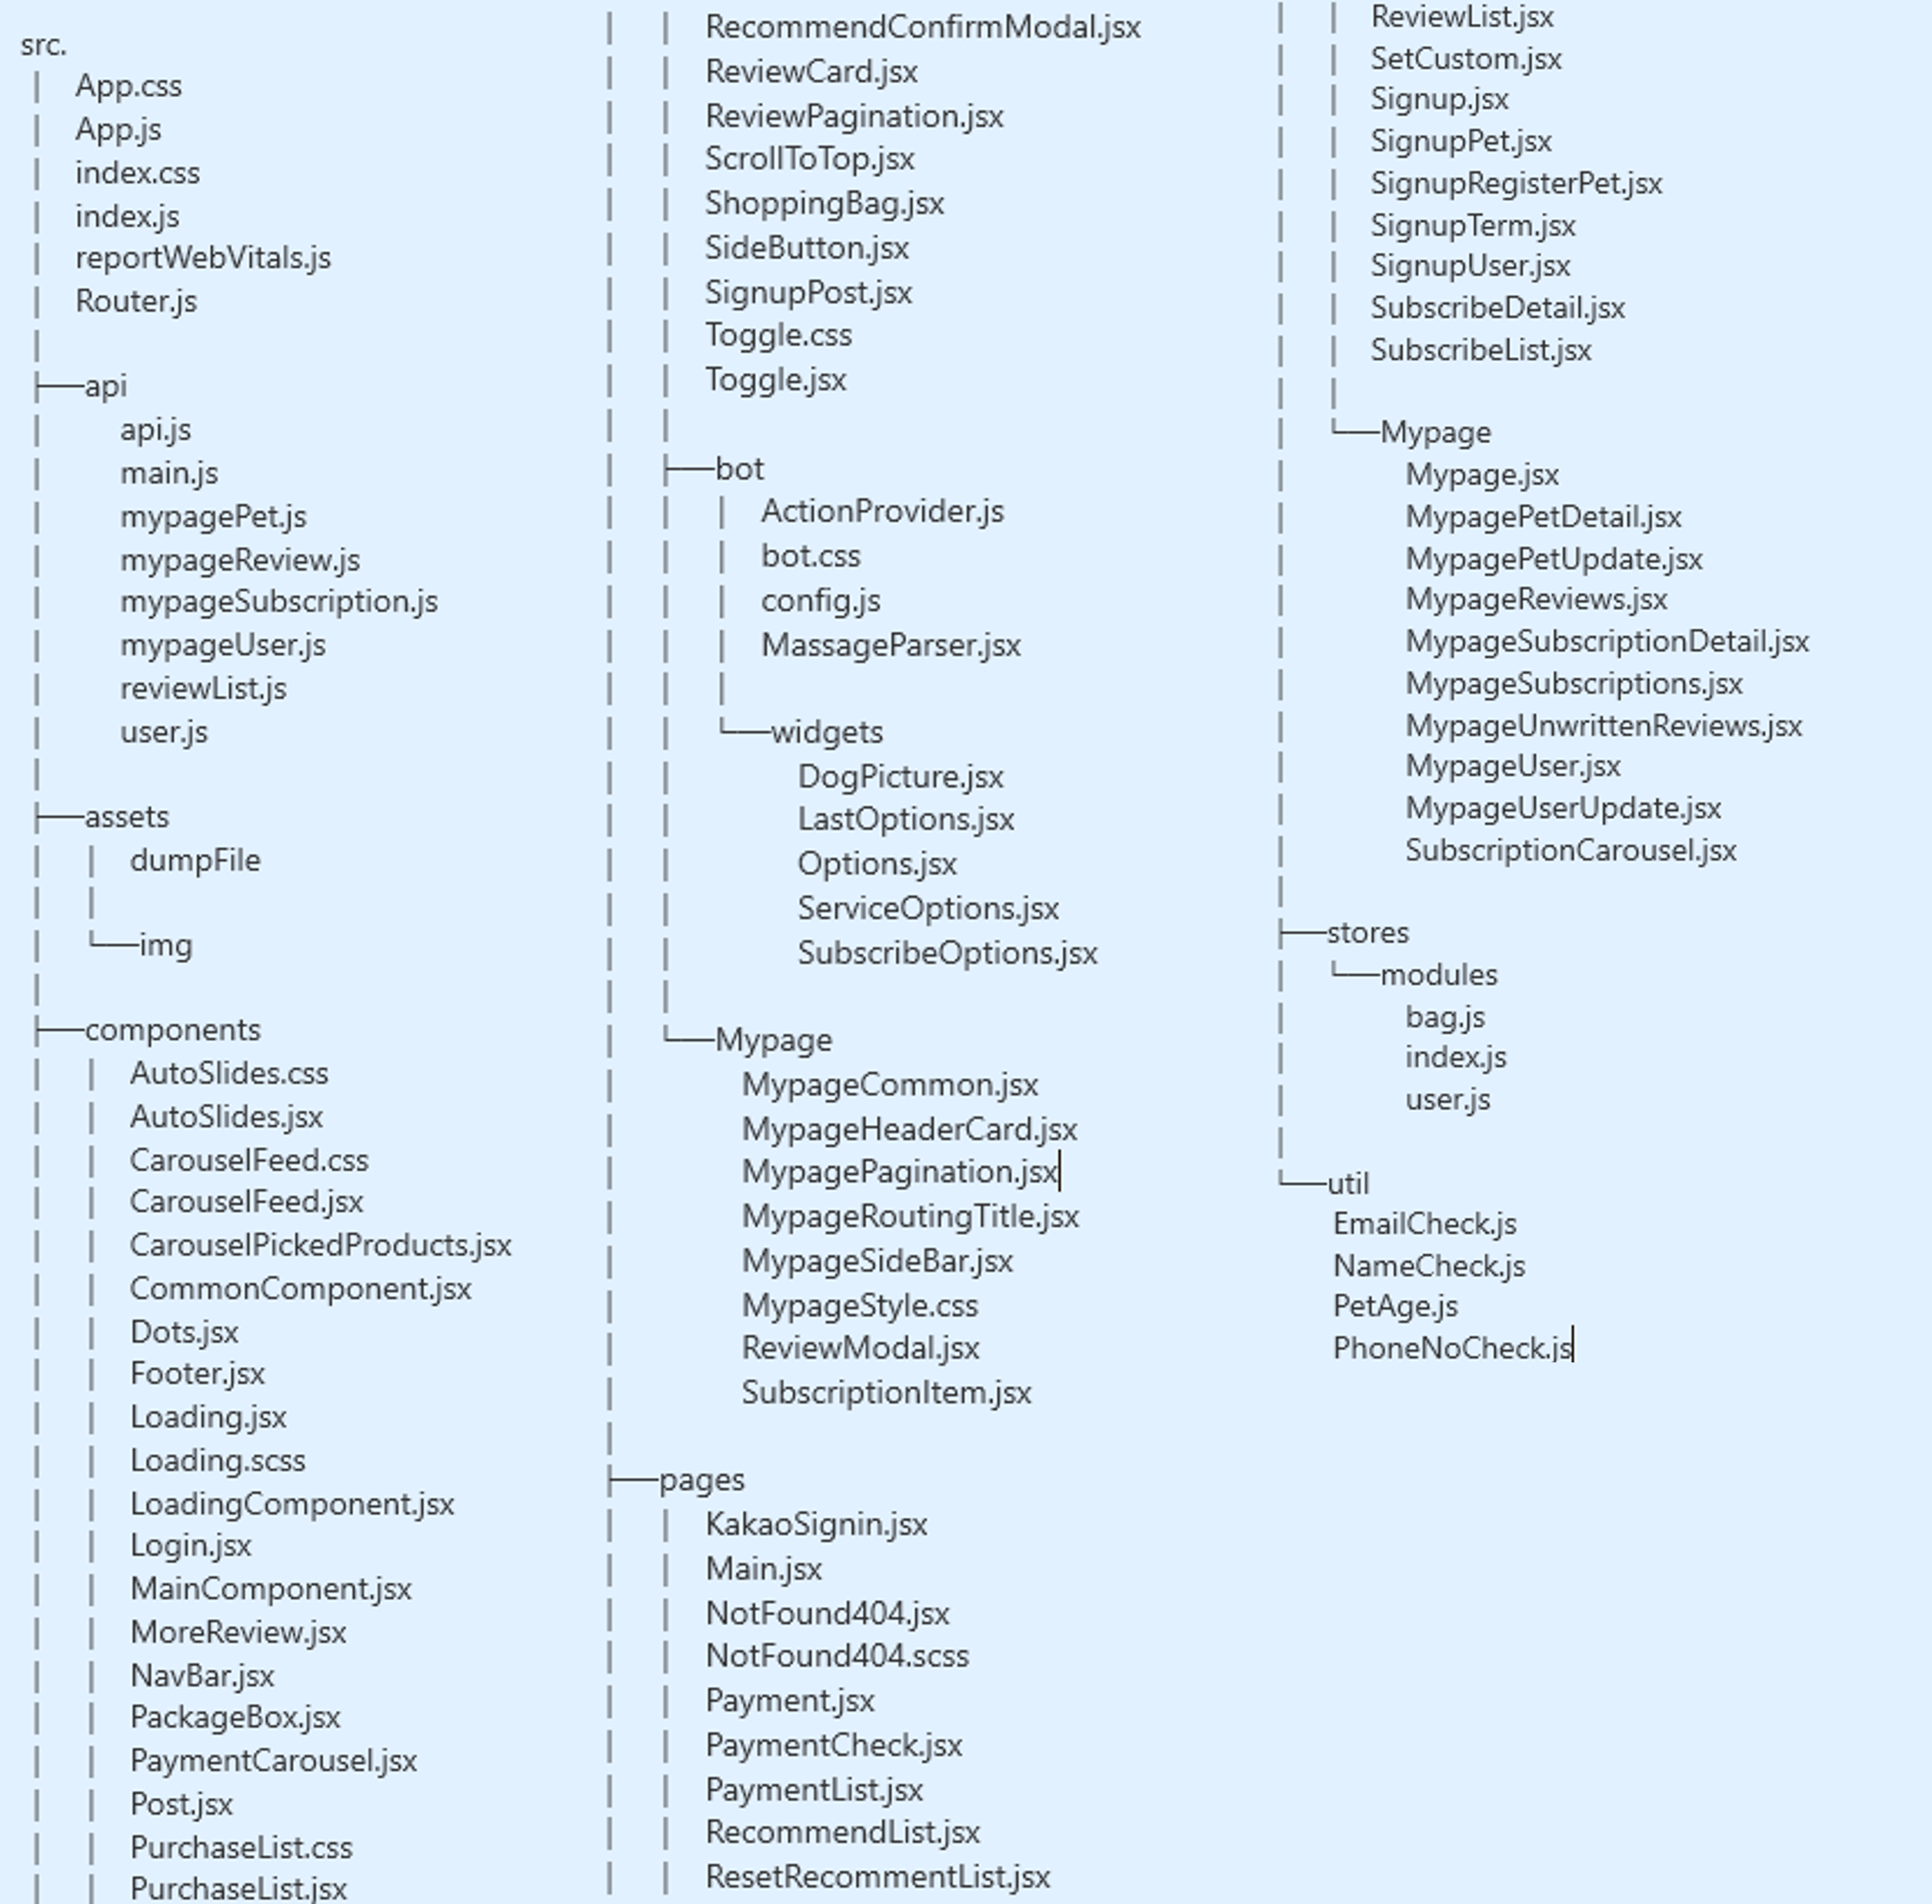 src.
App.css
App.js
index.css
index.js
reportWebVitals.js
Router.js
api
api.js
main.js
mypagePet.js
mypageReview.js
mypageSubscription.js
mypageUser.js
reviewList.js
user.js
assets
dumpFile
img
components
AutoSlides.css
AutoSlides.jsx
CarouselFeed.css
CarouselFeed.jsx
CarouselPickedProducts.jsx
CommonComponent.jsx
Dots.jsx
Footer.jsx
Loading.jsx
Loading.scss
LoadingComponent.jsx
Login.jsx
MainComponent.jsx
MoreReview.jsx
NavBar.jsx
PackageBox.jsx
PaymentCarousel.jsx
Post.jsx
PurchaseList.css
PurchaseList.jsx
RecommendConfirmModal.jsx
ReviewCard.jsx
ReviewPagination.jsx
ScrollToTop.jsx
ShoppingBag.jsx
SideButton.jsx
SignupPost.jsx
Toggle.css
Toggle.jsx
bot
ActionProvider.js
bot.css
config.js
MassageParser.jsx
widgets
DogPicture.jsx
LastOptions.jsx
Options.jsx
ServiceOptions.jsx
SubscribeOptions.jsx
Mypage
MypageCommon.jsx
MypageHeaderCard.jsx
MypagePagination.jsx
MypageRoutingTitle.jsx
MypageSideBar.jsx
MypageStyle.css
ReviewModal.jsx
SubscriptionItem.jsx
pages
KakaoSignin.jsx
Main.jsx
NotFound404.jsx
NotFound404.scss
Payment.jsx
PaymentCheck.jsx
PaymentList.jsx
RecommendList.jsx
ResetRecommentList.jsx
ReviewList.jsx
SetCustom.jsx
Signup.jsx
SignupPet.jsx
SignupRegisterPet.jsx
SignupTerm.jsx
SignupUser.jsx
SubscribeDetail.jsx
SubscribeList.jsx
Mypage
Mypage.jsx
MypagePetDetail.jsx
MypagePetUpdate.jsx
MypageReviews.jsx
MypageSubscriptionDetail.jsx
MypageSubscriptions.jsx
MypageUnwrittenReviews.jsx
MypageUser.jsx
MypageUserUpdate.jsx
SubscriptionCarousel.jsx
stores
modules
bag.js
index.js
user.js
util
EmailCheck.js
NameCheck.js
PetAge.js
PhoneNoCheck.js